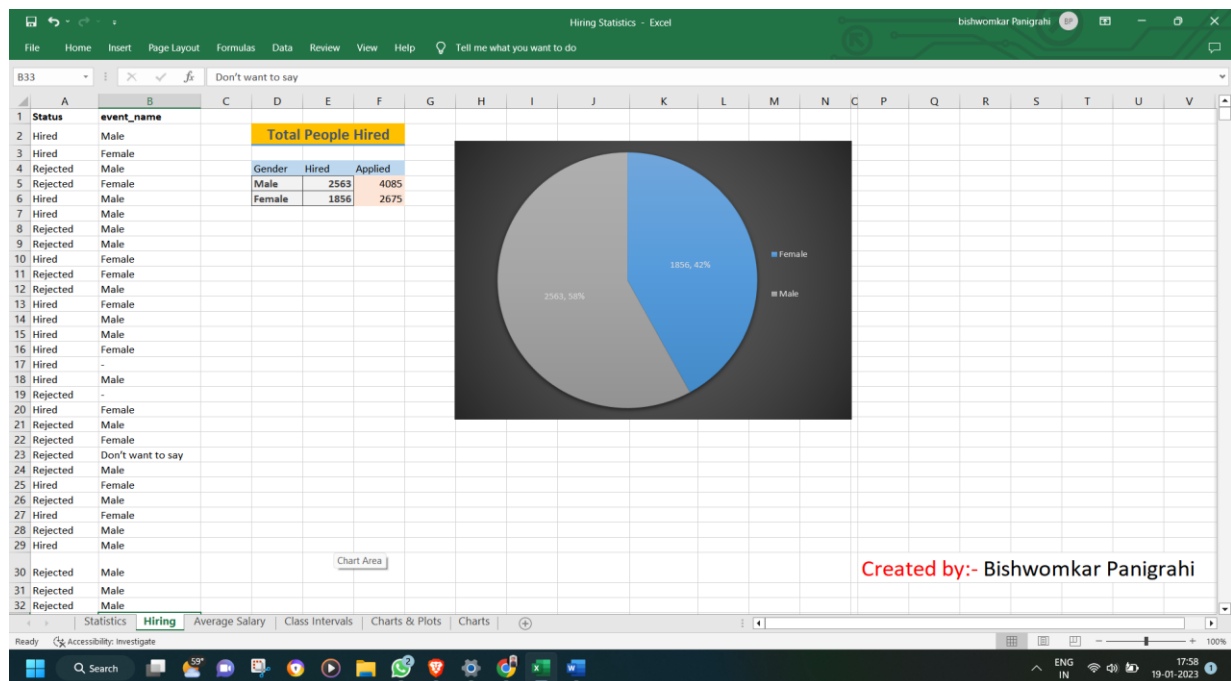 Hiring Statistics - Excel
bishwomkar Panigrahi BP
File Home Insert Page Layout Formulas Data Review View Help Tell me what you want to do
B33 fx Don't want to say
A B C D E F G H I J K L M N O P Q R S T U V
1 Status event_name
2 Hired Male Total People Hired
3 Hired Female
4 Rejected Male Gender Hired Applied
5 Rejected Female Male 2563 4085
6 Hired Male Female 1856 2675
7 Hired Male
8 Rejected Male
9 Rejected Male
10 Hired Female
11 Rejected Female
12 Rejected Male
13 Hired Female
14 Hired Male
15 Hired Male
16 Hired Female
17 Hired -
18 Hired Male
19 Rejected -
20 Hired Female
21 Rejected Male
22 Rejected Female
23 Rejected Don't want to say
24 Rejected Male
25 Hired Female
26 Rejected Male
27 Hired Female
28 Rejected Male
29 Hired Male
30 Rejected Male
31 Rejected Male
32 Rejected Male
1856, 42%
2563, 58%
Female
Male
Chart Area
Created by:- Bishwomkar Panigrahi
Statistics Hiring Average Salary Class Intervals Charts & Plots Charts
Ready Accessibility: Investigate 100%
Search 59° 2 ENG 17:58
IN 19-01-2023 1